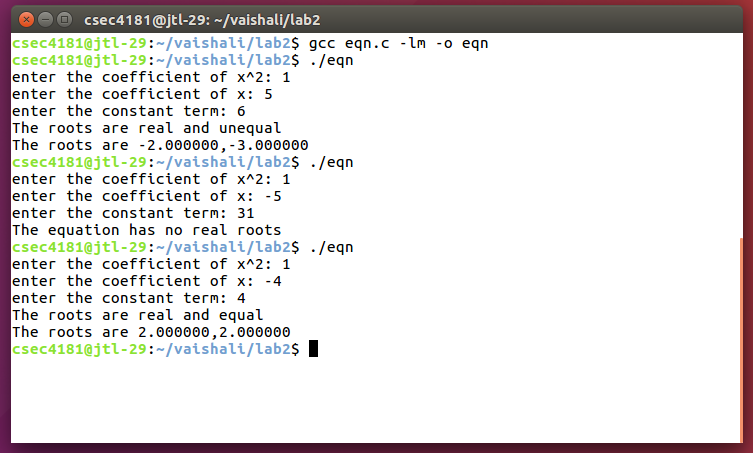 csec4181@jtl-29: ~/vaishali/lab2
csec4181@jtl-29:~/vaishali/lab2$ gcc eqn.c -lm -o eqn
csec4181@jtl-29:~/vaishali/lab2$ ./eqn
enter the coefficient of x^2: 1
enter the coefficient of x: 5
enter the constant term: 6
The roots are real and unequal
The roots are -2.000000,-3.000000
csec4181@jtl-29:~/vaishali/lab2$ ./eqn
enter the coefficient of x^2: 1
enter the coefficient of x: -5
enter the constant term: 31
The equation has no real roots
csec4181@jtl-29:~/vaishali/lab2$ ./eqn
enter the coefficient of x^2: 1
enter the coefficient of x: -4
enter the constant term: 4
The roots are real and equal
The roots are 2.000000,2.000000
csec4181@jtl-29:~/vaishali/lab2$